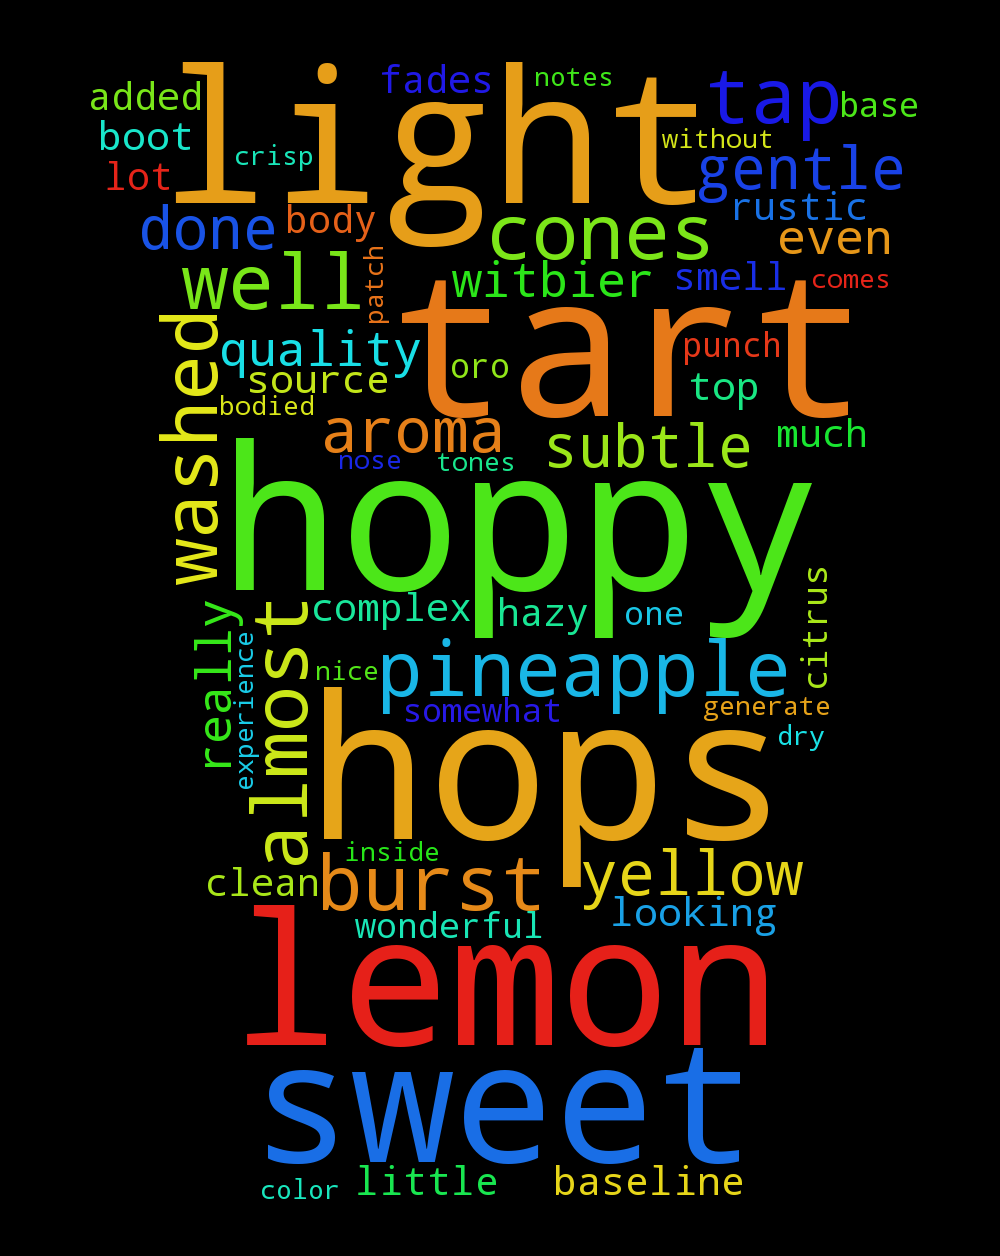 light
fades
notes
tap
added
base
boot
crisp
without
lot
gentle
done
body
cones
rustic
even
well
patch
witbier
smell
comes
tart
washed
quality
oro
punch
source
top
bodied
aroma
subtle
much
nose
tones
hoppy
citrus
really
almost
complex
hazy
one
experience
nice
pineapple
somewhat
generate
dry
hops
inside
burst
yellow
clean
wonderful
looking
lemon
sweet
color
little
baseline